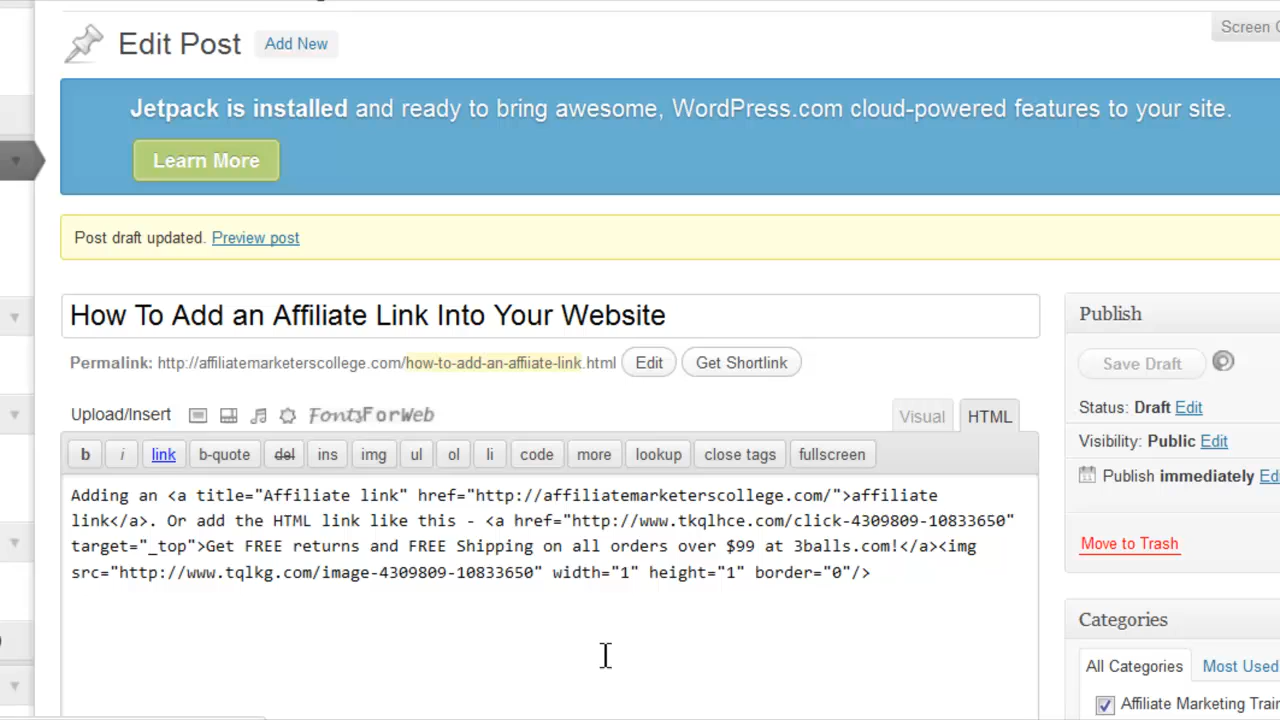 Edit Post Add New
Screen
Jetpack is installed and ready to bring awesome, WordPress.com cloud-powered features to your site.
Learn More
Post draft updated. Preview post
How To Add an Affiliate Link Into Your Website
Permalink: http://affiliatemarketerscollege.com/how-to-add-an-affiiate-link.html Edit Get Shortlink
Upload/Insert FontsForWeb Visual HTML
b i link b-quote del ins img ul ol li code more lookup close tags fullscreen
Adding an <a title="Affiliate link" href="http://affiliatemarketerscollege.com/">affiliate
link</a>. Or add the HTML link like this - <a href="http://www.tkqlhce.com/click-4309809-10833650"
target="_top">Get FREE returns and FREE Shipping on all orders over $99 at 3balls.com!</a><img
src="http://www.tqlkg.com/image-4309809-10833650" width="1" height="1" border="0"/>
Publish
Save Draft
Status: Draft Edit
Visibility: Public Edit
Publish immediately Ed
Move to Trash
Categories
All Categories Most Used
Affiliate Marketing Train